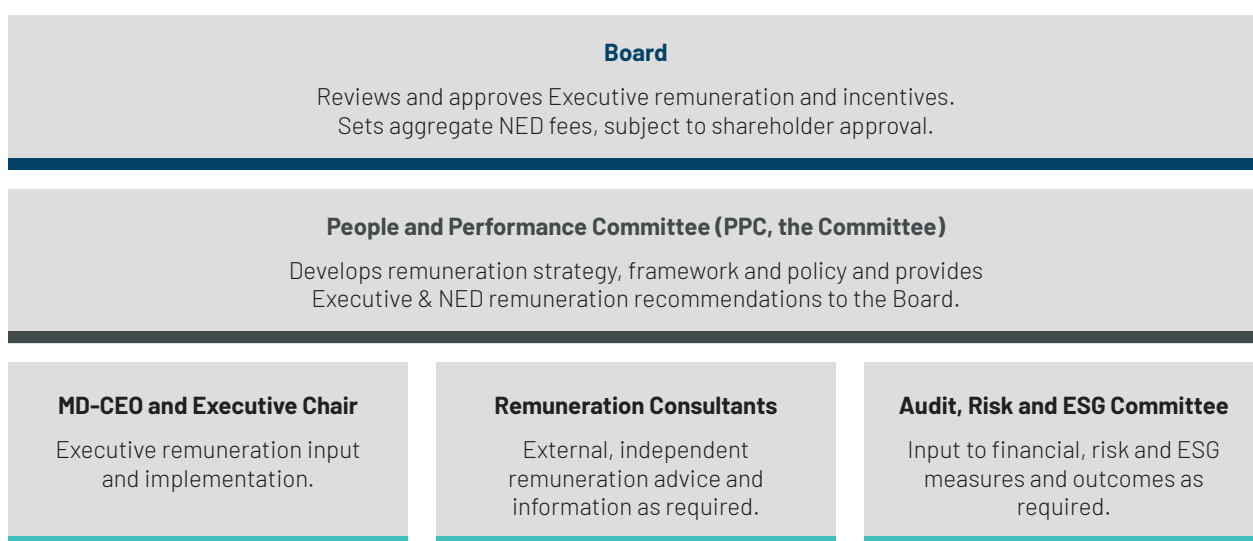 Board
Reviews and approves Executive remuneration and incentives.
Sets aggregate NED fees, subject to shareholder approval.
People and Performance Committee (PPC, the Committee)
Develops remuneration strategy, framework and policy and provides
Executive & NED remuneration recommendations to the Board.
MD-CEO and Executive Chair
Executive remuneration input
and implementation.
Remuneration Consultants
External, independent
remuneration advice and
information as required.
Audit, Risk and ESG Committee
Input to financial, risk and ESG
measures and outcomes as
required.